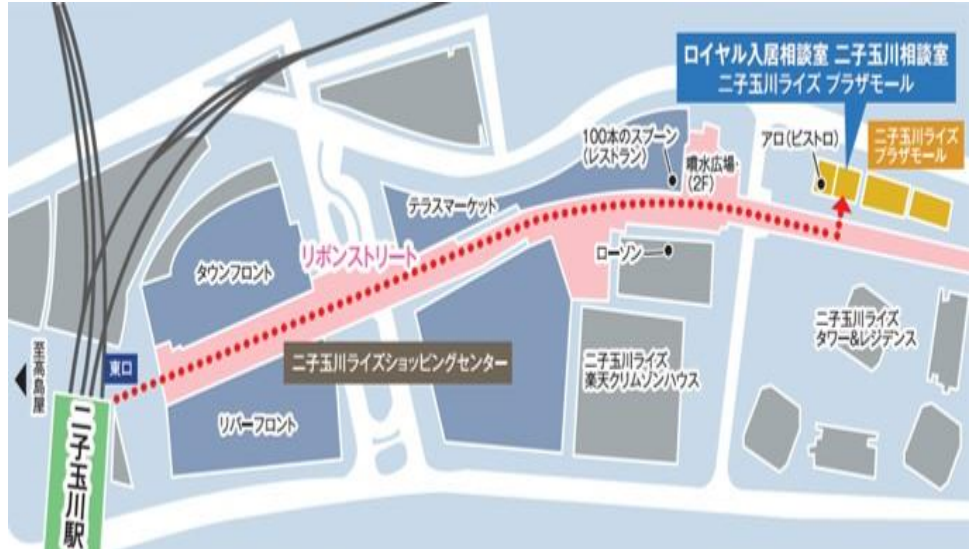 ロイヤル入居相談室 二子玉川相談室
二子玉川ライズ プラザモール
100本のスプーン
(レストラン)
噴水広場
(2F)
アロ(ビストロ)
二子玉川ライズ
プラザモール
テラスマーケット
リボンストリート
タウンフロント
ローソン
二子玉川ライズ
タワー&レジデンス
二子玉川ライズショッピングセンター
二子玉川ライズ
楽天クリムゾンハウス
東口
至高島屋
リバーフロント
二子玉川駅